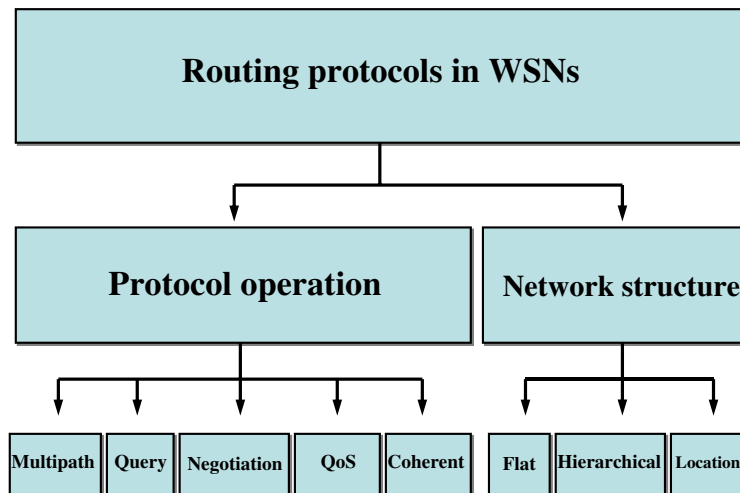 Routing protocols in WSNs
Protocol operation
Network structure
Multipath
Query
Negotiation
QoS
Coherent
Flat
Hierarchical
Location